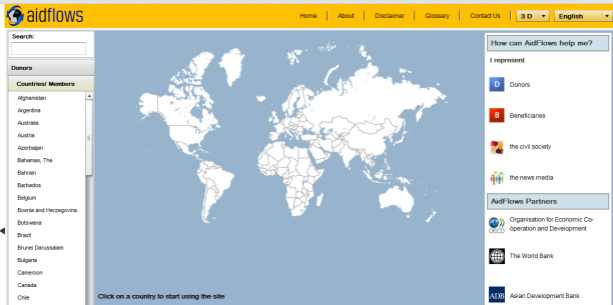 aidflows
Home | About | Disclaimer | Glossary | Contact Us | 3 D English
Search:
Donors
Countries/ Members
Afghanistan
Argentina
Australia
Austria
Azerbaijan
Bahamas, The
Bahrain
Barbados
Belgium
Bosnia and Herzegovina
Botswana
Brazil
Brunei Darussalam
Bulgaria
Cameroon
Canada
Chile
Click on a country to start using the site
How can AidFlows help me?
I represent
D Donors
B Beneficiaries
the civil society
the news media
AidFlows Partners
OECD
Organisation for Economic Co-
operation and Development
The World Bank
ADB Asian Development Bank